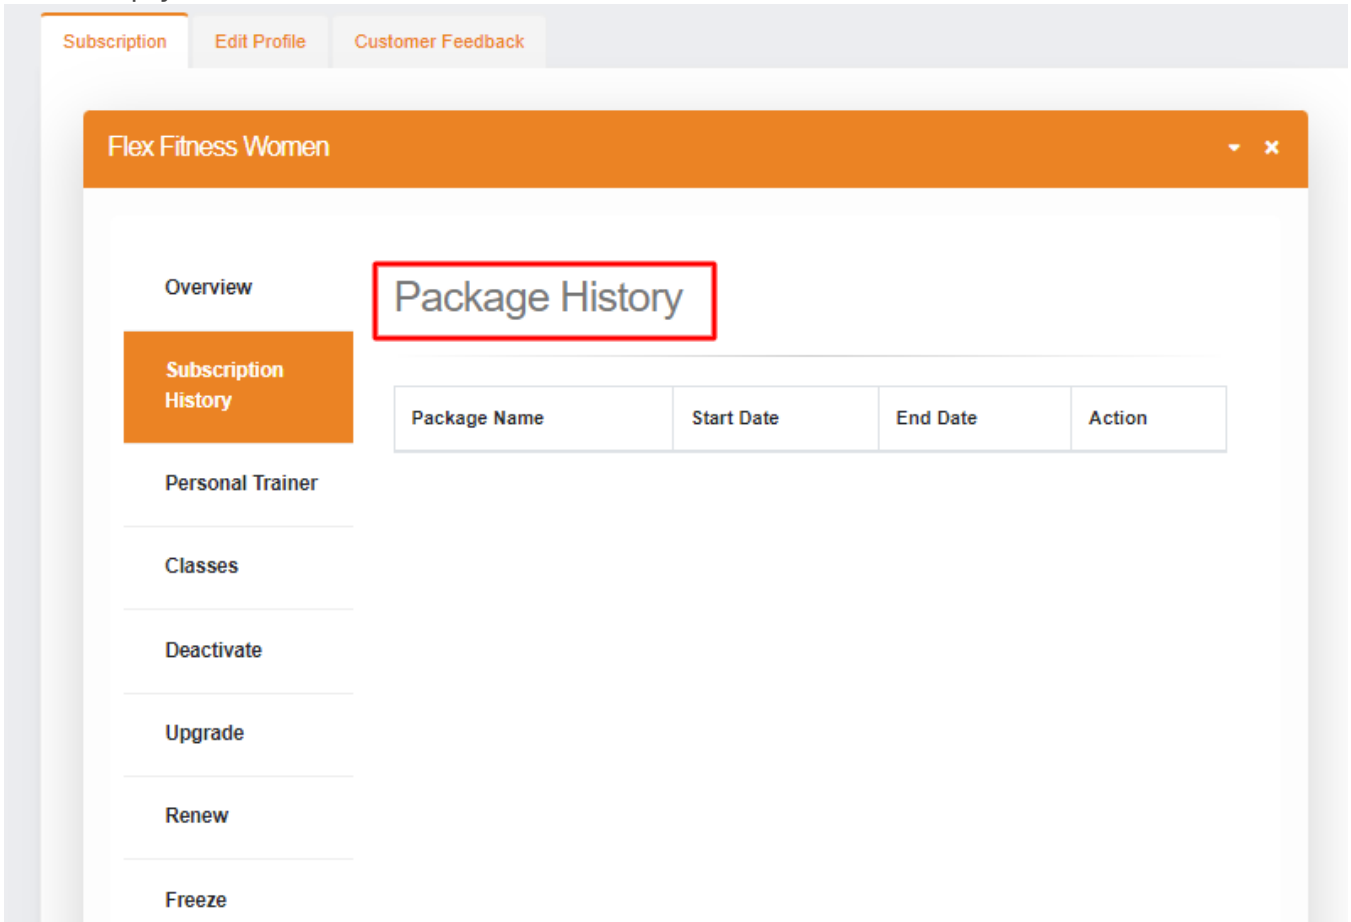 Subscription Edit Profile Customer Feedback
Flex Fitness Women
Overview
Package History
Subscription
History
Package Name Start Date End Date Action
Personal Trainer
Classes
Deactivate
Upgrade
Renew
Freeze